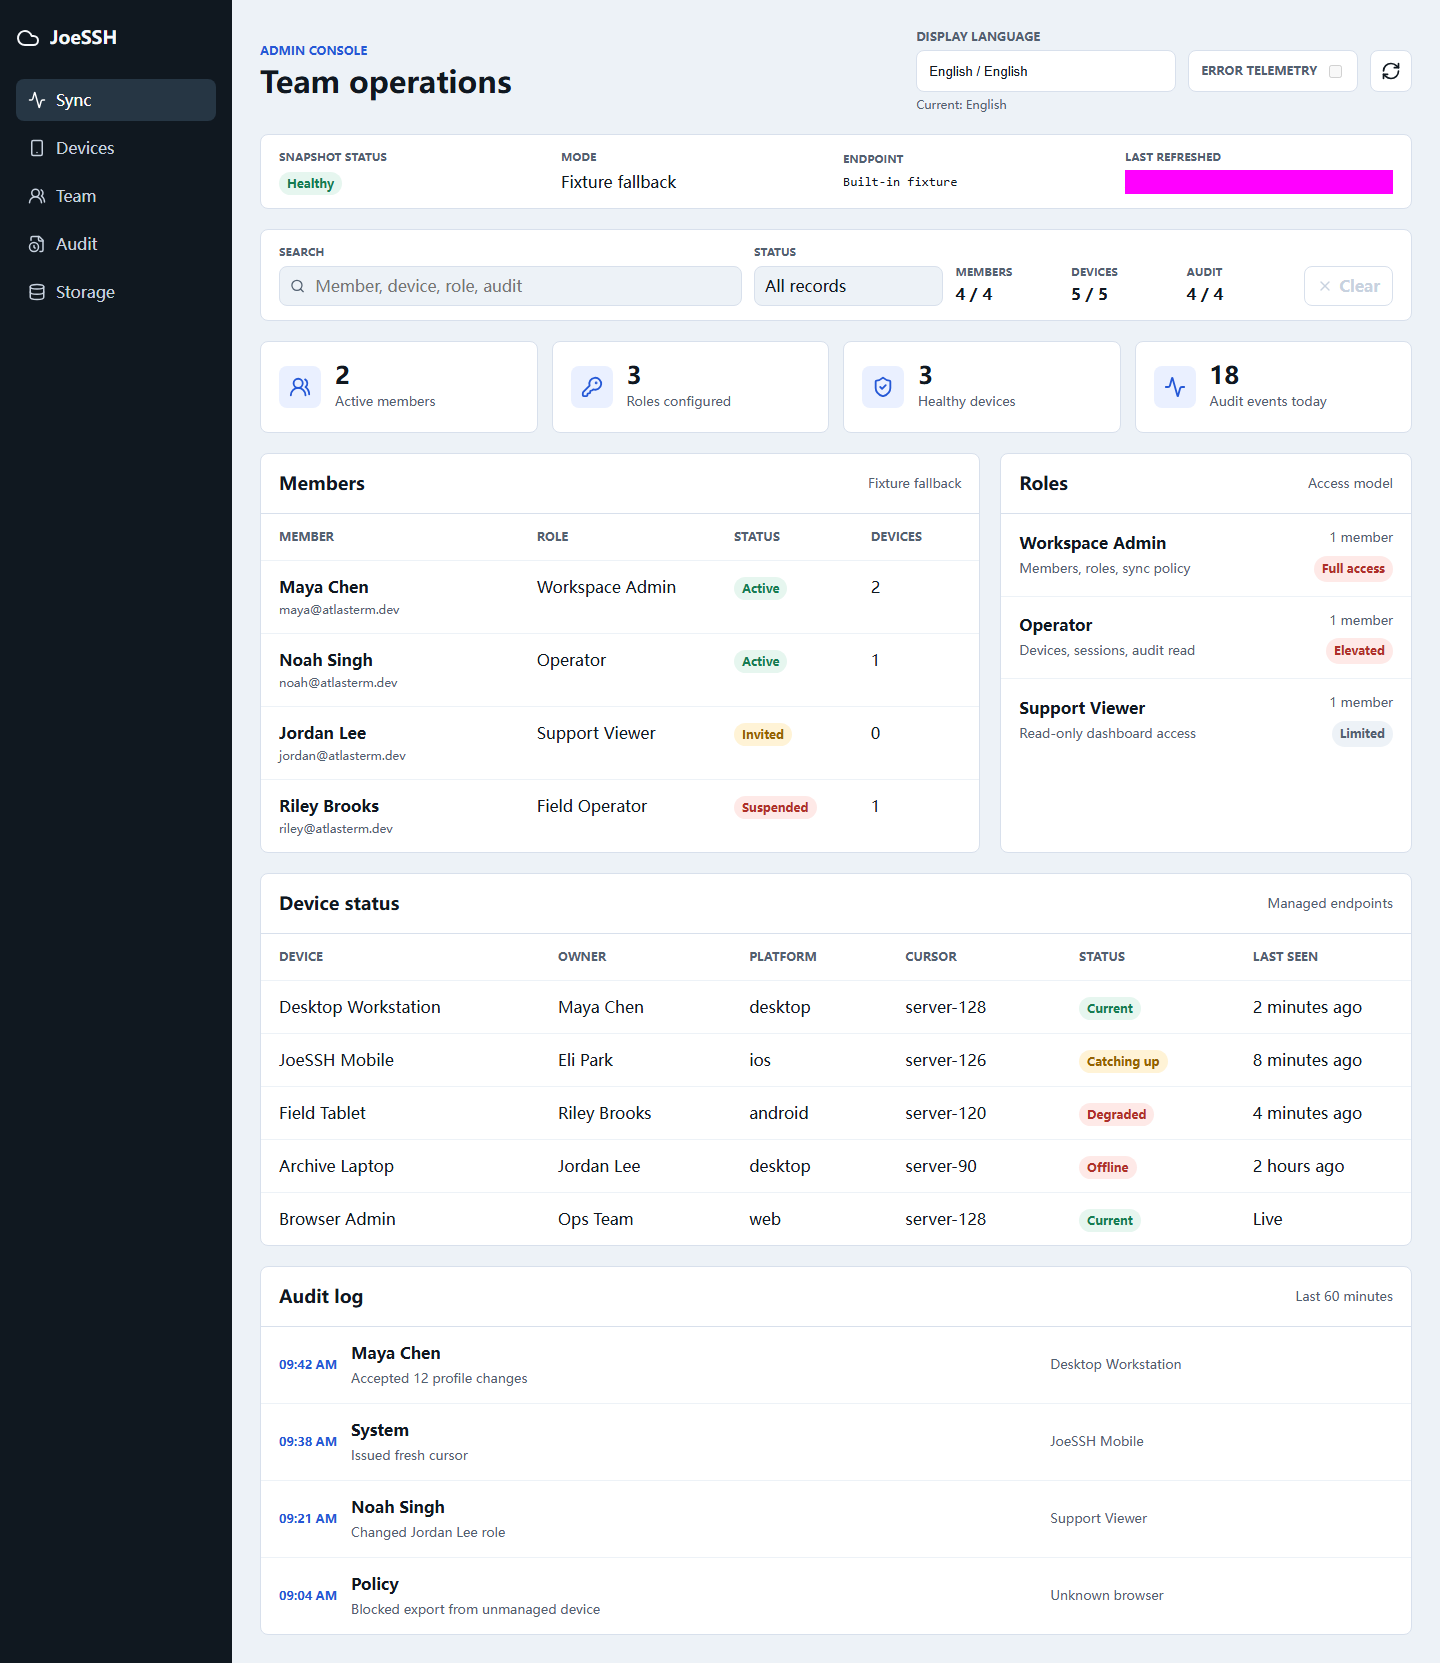 JoeSSH
Sync
Devices
Team
Audit
Storage
ADMIN CONSOLE
Team operations
DISPLAY LANGUAGE
English / English
Current: English
ERROR TELEMETRY
SNAPSHOT STATUS
Healthy
MODE
Fixture fallback
ENDPOINT
Built-in fixture
LAST REFRESHED
SEARCH
Member, device, role, audit
STATUS
All records
MEMBERS
4 / 4
DEVICES
5 / 5
AUDIT
4 / 4
Clear
2
Active members
3
Roles configured
3
Healthy devices
18
Audit events today
Members
Fixture fallback
MEMBER ROLE STATUS DEVICES
Maya Chen Workspace Admin Active 2
maya@atlasterm.dev
Noah Singh Operator Active 1
noah@atlasterm.dev
Jordan Lee Support Viewer Invited 0
jordan@atlasterm.dev
Riley Brooks Field Operator Suspended 1
riley@atlasterm.dev
Roles
Access model
Workspace Admin
Members, roles, sync policy
1 member
Full access
Operator
Devices, sessions, audit read
1 member
Elevated
Support Viewer
Read-only dashboard access
1 member
Limited
Device status
Managed endpoints
DEVICE OWNER PLATFORM CURSOR STATUS LAST SEEN
Desktop Workstation Maya Chen desktop server-128 Current 2 minutes ago
JoeSSH Mobile Eli Park ios server-126 Catching up 8 minutes ago
Field Tablet Riley Brooks android server-120 Degraded 4 minutes ago
Archive Laptop Jordan Lee desktop server-90 Offline 2 hours ago
Browser Admin Ops Team web server-128 Current Live
Audit log
Last 60 minutes
09:42 AM
Maya Chen
Accepted 12 profile changes
Desktop Workstation
09:38 AM
System
Issued fresh cursor
JoeSSH Mobile
09:21 AM
Noah Singh
Changed Jordan Lee role
Support Viewer
09:04 AM
Policy
Blocked export from unmanaged device
Unknown browser